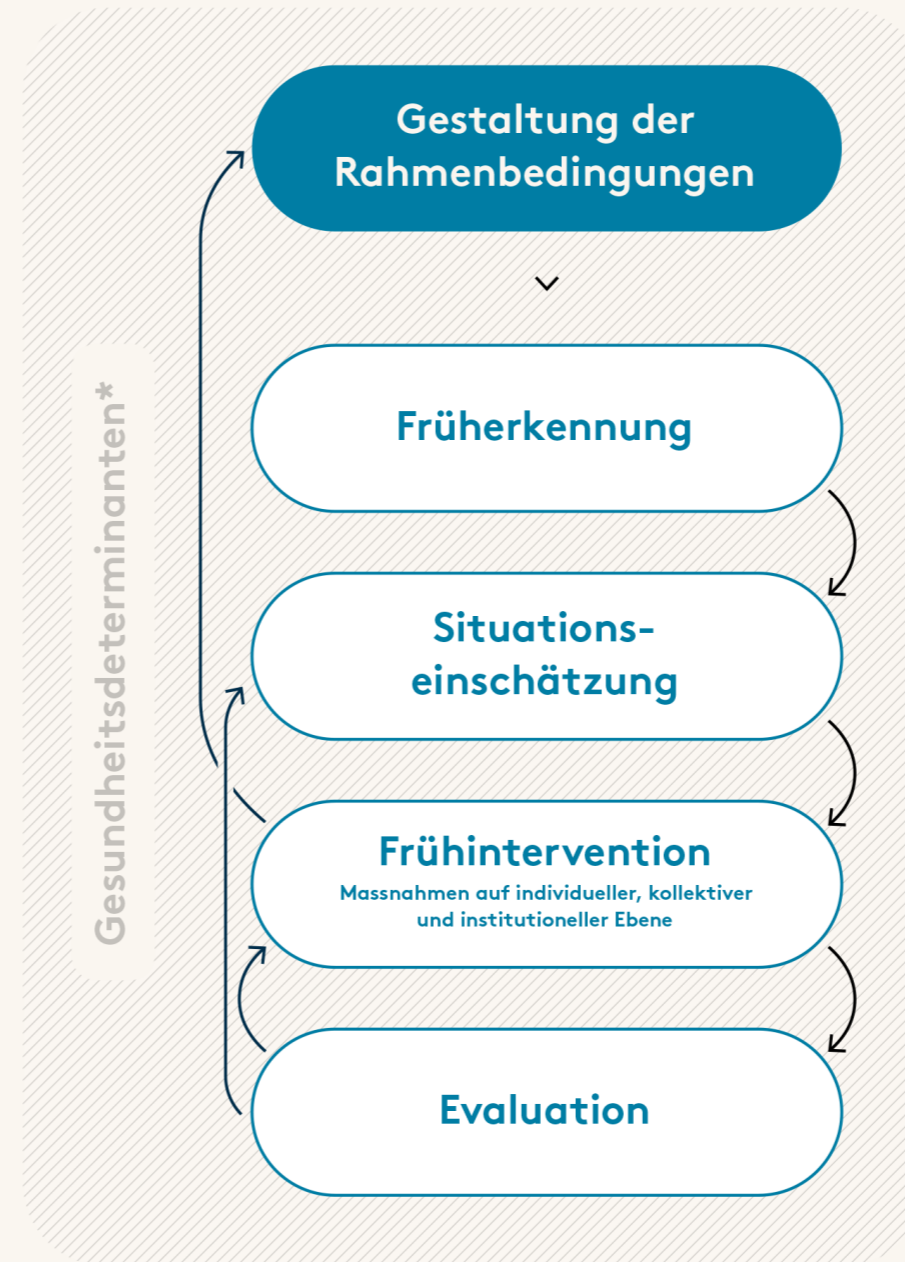 Gestaltung der
Rahmenbedingungen
Früherkennung
Gesundheitsdeterminanten*
Situations-
einschätzung
Frühintervention
Massnahmen auf individueller, kollektiver
und institutioneller Ebene
Evaluation